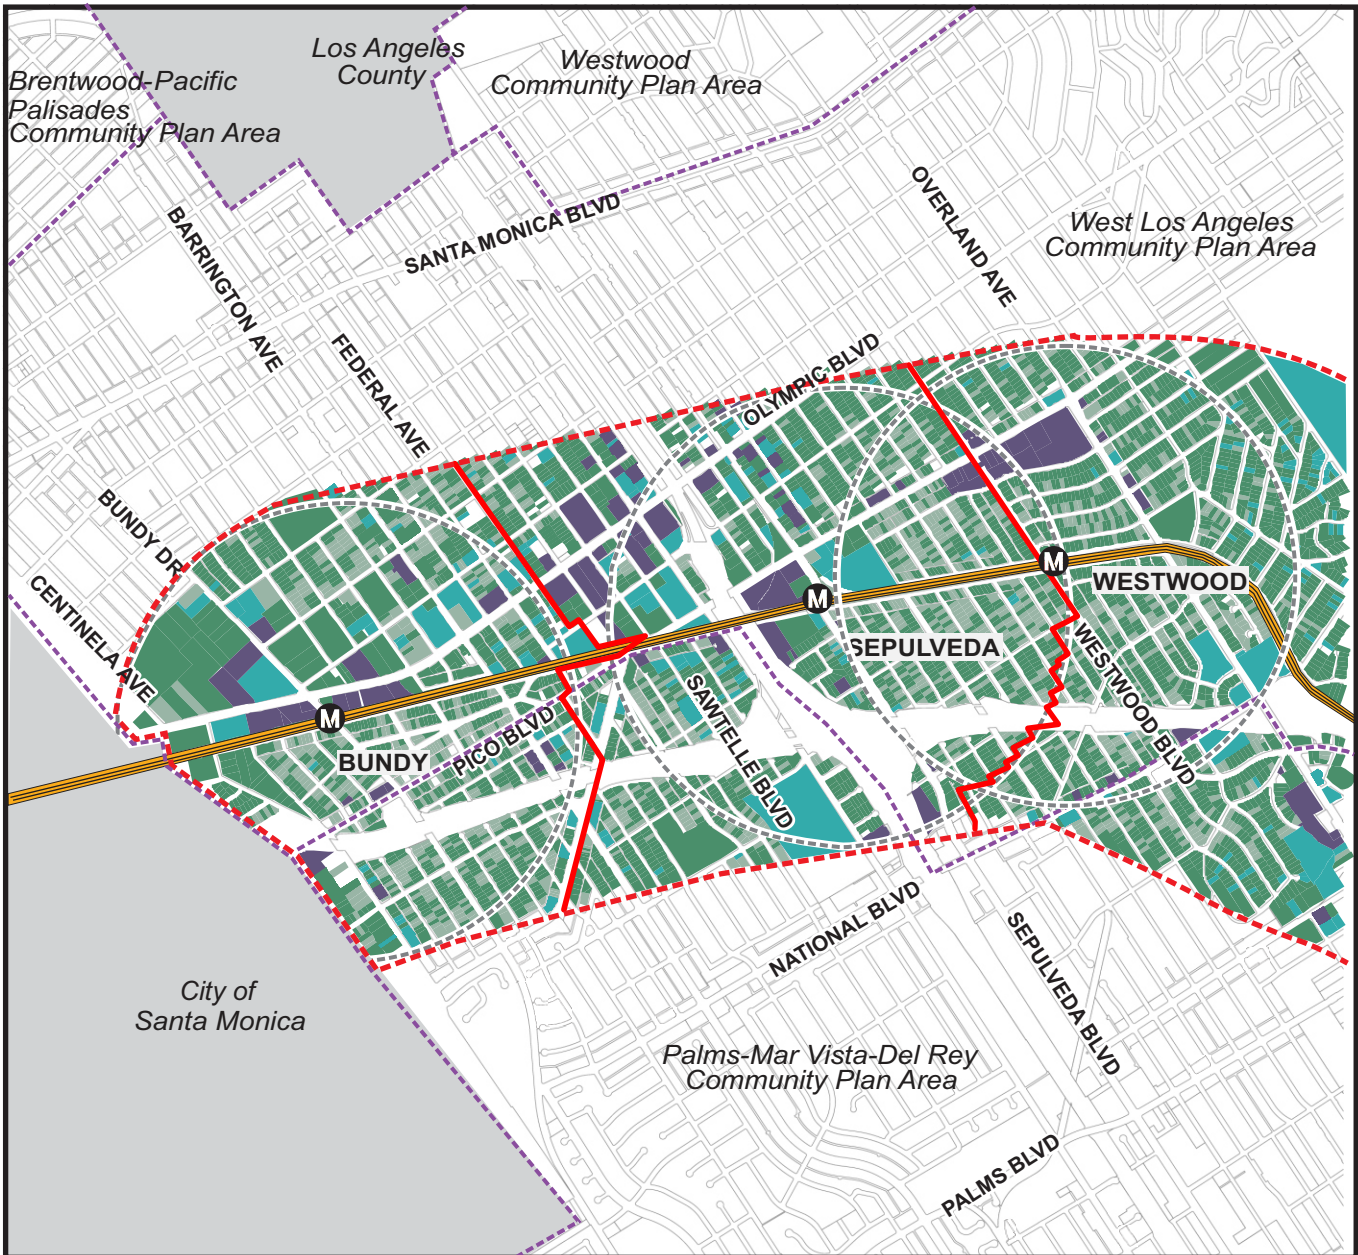 Los Angeles
County
Westwood
Community Plan Area
Brentwood-Pacific
Palisades
Community Plan Area
BARRINGTON AVE
SANTA MONICA BLVD
OVERLAND AVE
West Los Angeles
Community Plan Area
FEDERAL AVE
OLYMPIC BLVD
BUNDY DR
CENTINELA AVE
M
WESTWOOD
M
SEPULVEDA
WESTWOOD BLVD
SAWTELLE BLVD
M
BUNDY
PICO BLVD
NATIONAL BLVD
SEPULVEDA BLVD
City of
Santa Monica
Palms-Mar Vista-Del Rey
Community Plan Area
PALMS BLVD